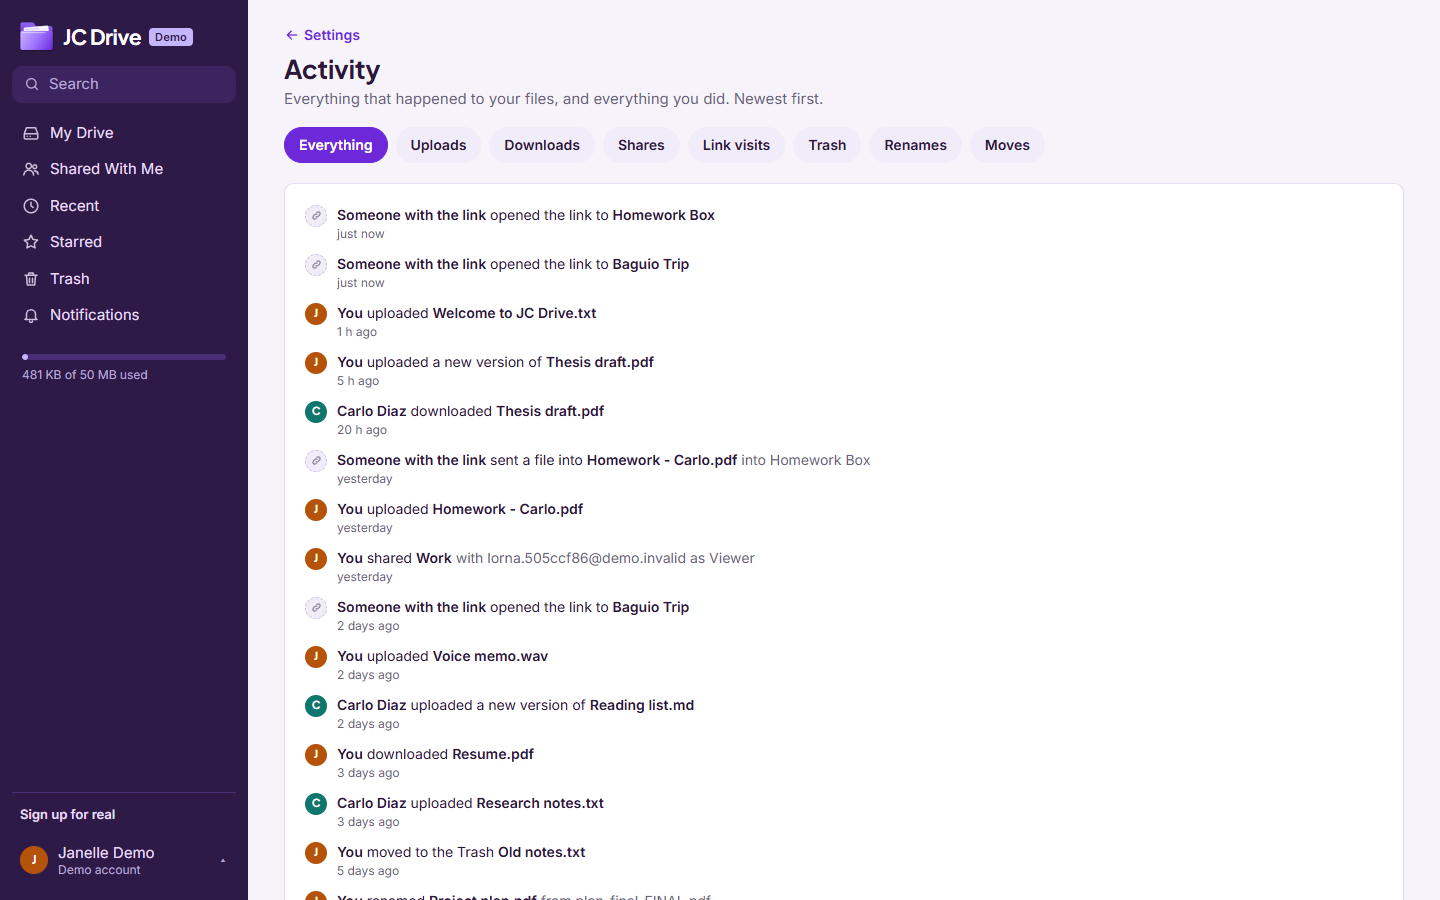 JC Drive Demo
Search
My Drive
Shared With Me
Recent
Starred
Trash
Notifications
481 KB of 50 MB used
Sign up for real
J
Janelle Demo
Demo account
← Settings
Activity
Everything that happened to your files, and everything you did. Newest first.
Everything Uploads Downloads Shares Link visits Trash Renames Moves
Someone with the link opened the link to Homework Box
just now
Someone with the link opened the link to Baguio Trip
just now
J You uploaded Welcome to JC Drive.txt
1 h ago
J You uploaded a new version of Thesis draft.pdf
5 h ago
C Carlo Diaz downloaded Thesis draft.pdf
20 h ago
Someone with the link sent a file into Homework - Carlo.pdf into Homework Box
yesterday
J You uploaded Homework - Carlo.pdf
yesterday
J You shared Work with lorna.505ccf86@demo.invalid as Viewer
yesterday
Someone with the link opened the link to Baguio Trip
2 days ago
J You uploaded Voice memo.wav
2 days ago
C Carlo Diaz uploaded a new version of Reading list.md
2 days ago
J You downloaded Resume.pdf
3 days ago
C Carlo Diaz uploaded Research notes.txt
3 days ago
J You moved to the Trash Old notes.txt
5 days ago
You renamed Project plan.pdf from plan_final_FINAL.pdf